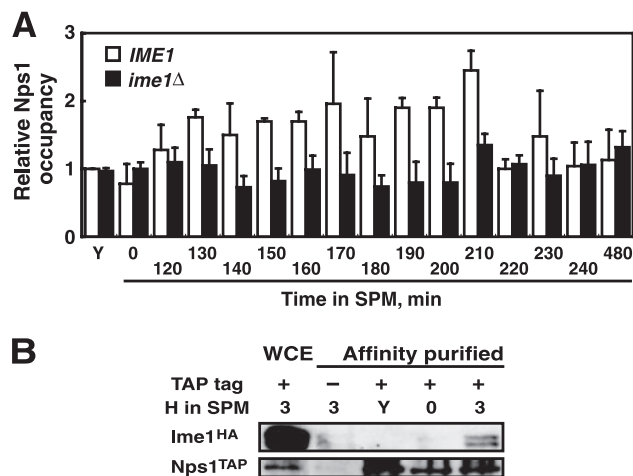 A
3
2
1
0
Relative Nps1
occupancy
IME1
ime1Δ
Y 0 130 150 170 190 210 230 480
120 140 160 180 200 220 240
Time in SPM, min
B
WCE Affinity purified
TAP tag + − + + +
H in SPM 3 3 Y 0 3
Ime1HA
Nps1TAP